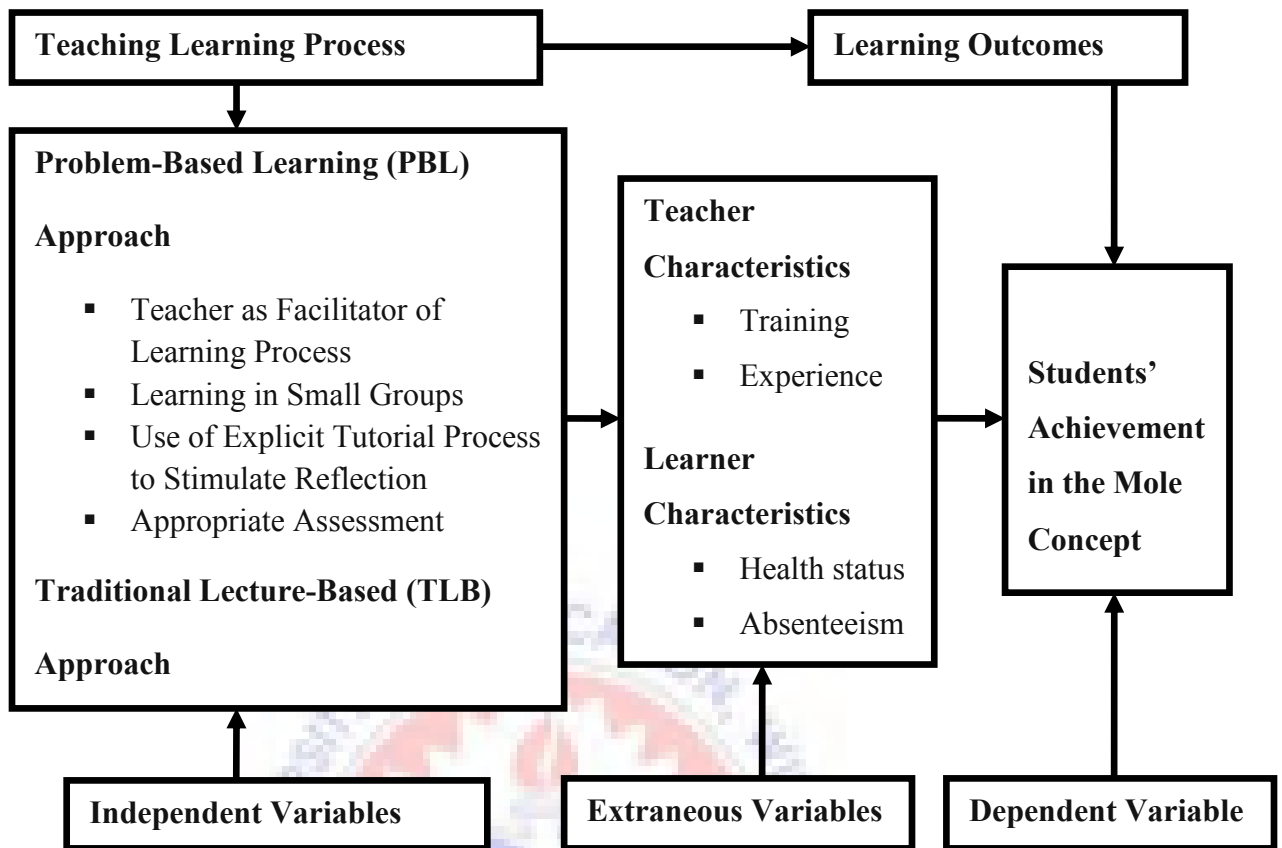 Teaching Learning Process
Learning Outcomes
Problem-Based Learning (PBL)
Approach
▪ Teacher as Facilitator of
Learning Process
▪ Learning in Small Groups
▪ Use of Explicit Tutorial Process
to Stimulate Reflection
▪ Appropriate Assessment
Traditional Lecture-Based (TLB)
Approach
Teacher
Characteristics
▪ Training
▪ Experience
Learner
Characteristics
▪ Health status
▪ Absenteeism
Students’
Achievement
in the Mole
Concept
Independent Variables
Extraneous Variables
Dependent Variable